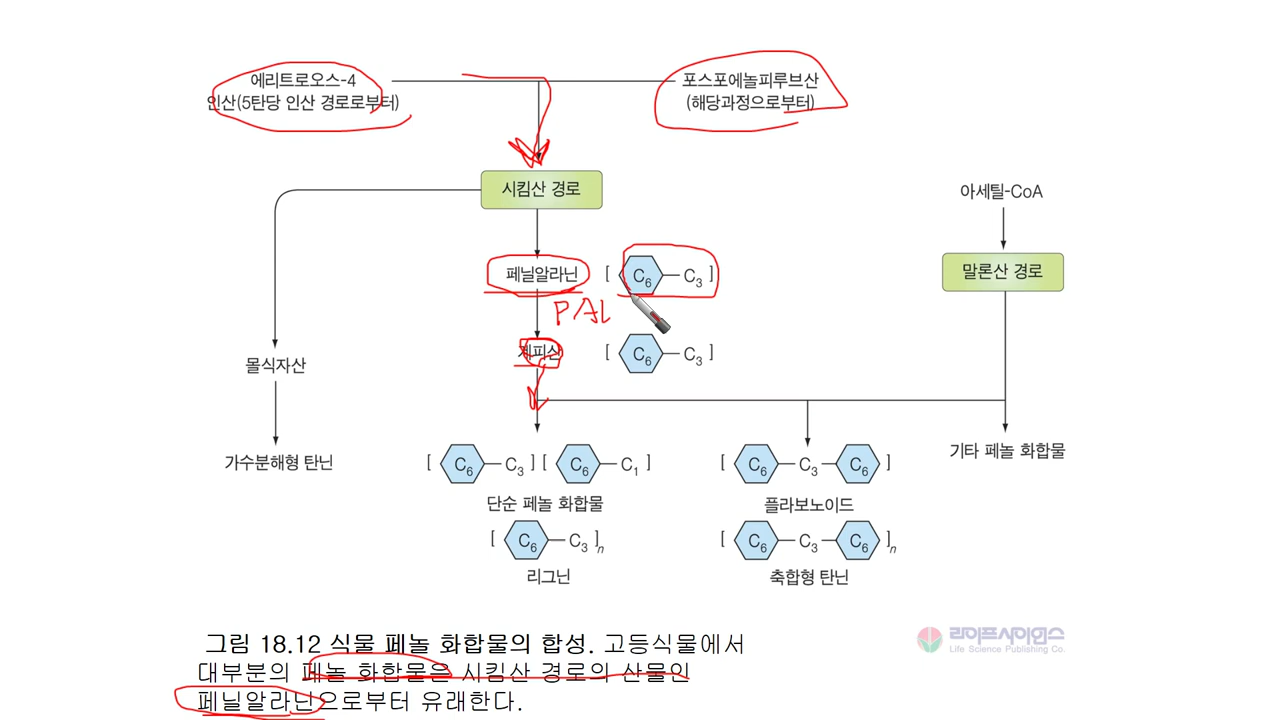 에리트로오스-4
인산(5탄당 인산 경로로부터)
포스포에놀피루브산
(해당과정으로부터)
시킴산 경로
아세틸-CoA
페닐알라닌
[ C6 — C3 ]
말론산 경로
PAL
계피산
[ C6 — C3 ]
몰식자산
가수분해형 탄닌
[ C6 — C3 ] [ C6 — C1 ]
단순 페놀 화합물
[ C6 — C3 ]n
리그닌
[ C6 — C3 — C6 ]
플라보노이드
[ C6 — C3 — C6 ]n
축합형 탄닌
기타 페놀 화합물
그림 18.12 식물 페놀 화합물의 합성. 고등식물에서
대부분의 페놀 화합물은 시킴산 경로의 산물인
페닐알라닌으로부터 유래한다.
라이프사이언스
Life Science Publishing Co.